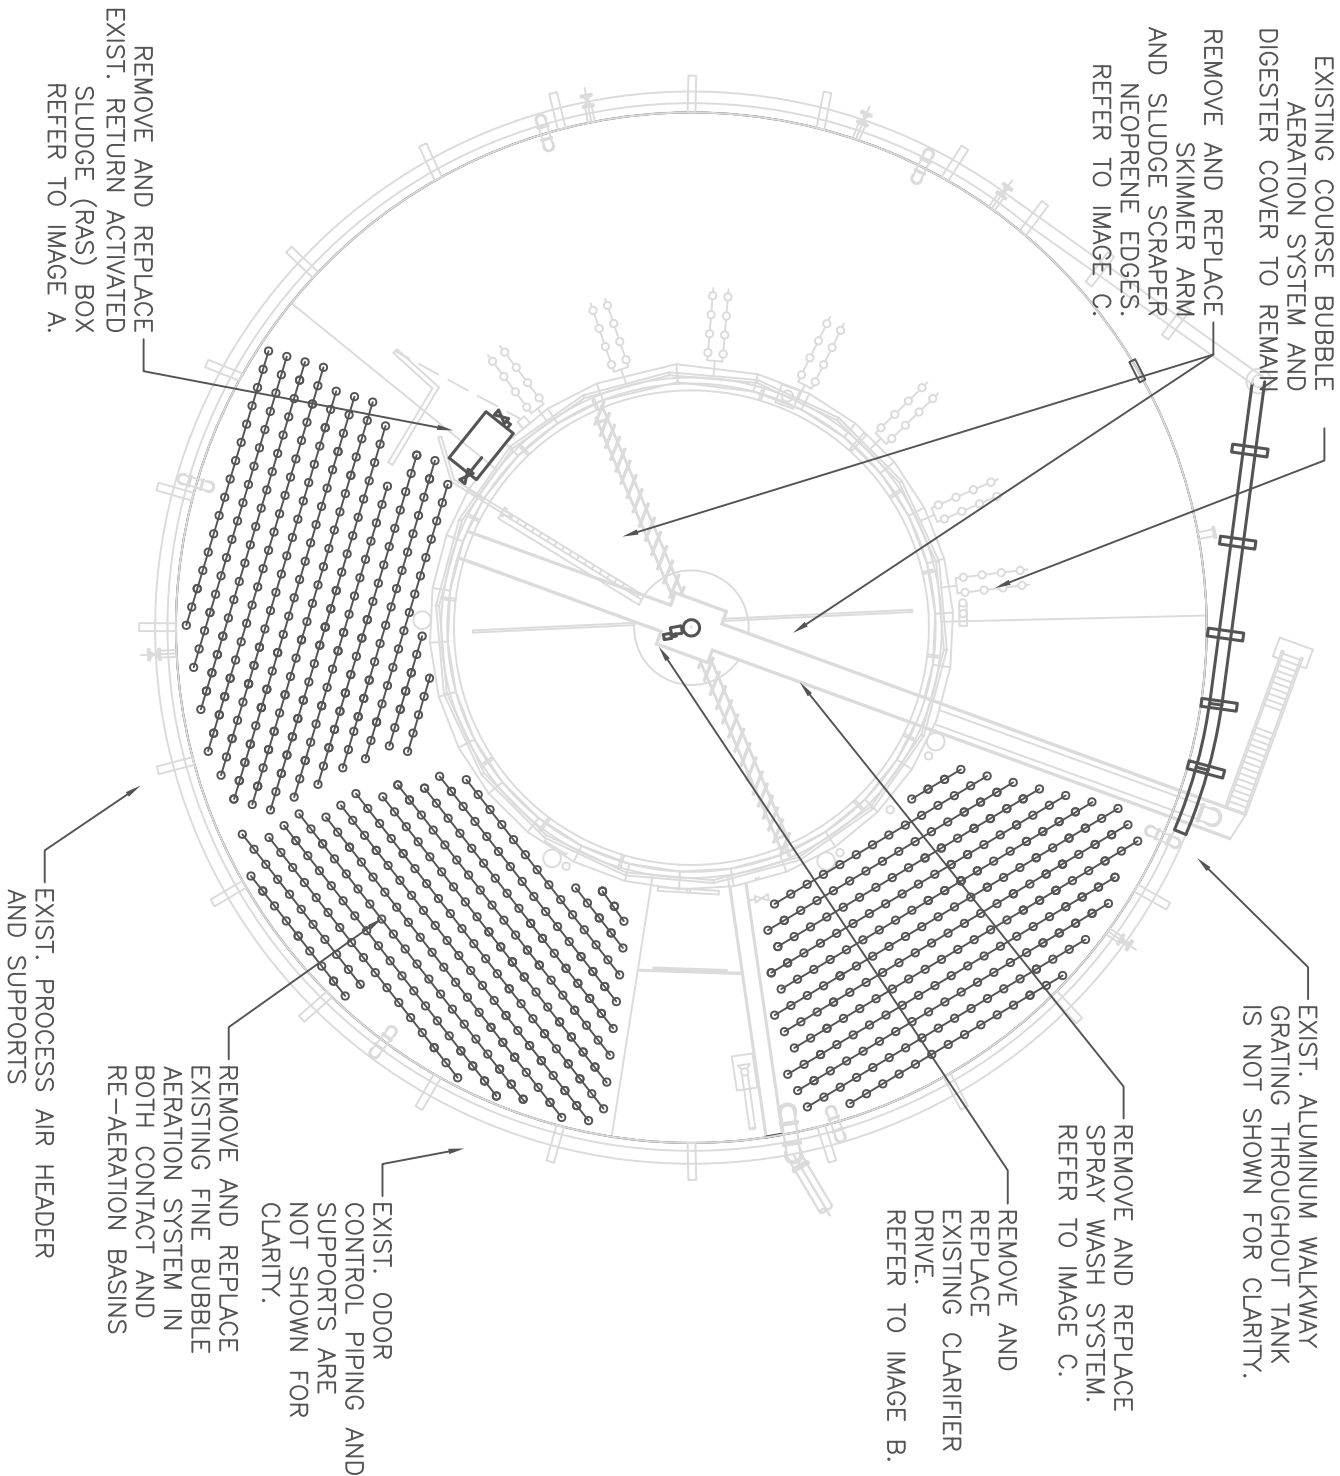 EXISTING COURSE BUBBLE
AERATION SYSTEM AND
DIGESTER COVER TO REMAIN
REMOVE AND REPLACE
SKIMMER ARM
AND SLUDGE SCRAPER
NEOPRENE EDGES.
REFER TO IMAGE C.
REMOVE AND REPLACE
EXIST. RETURN ACTIVATED
SLUDGE (RAS) BOX
REFER TO IMAGE A.
EXIST. ALUMINUM WALKWAY
GRATING THROUGHOUT TANK
IS NOT SHOWN FOR CLARITY.
REMOVE AND REPLACE
SPRAY WASH SYSTEM.
REFER TO IMAGE C.
REMOVE AND
REPLACE
EXISTING CLARIFIER
DRIVE.
REFER TO IMAGE B.
EXIST. ODOR
CONTROL PIPING AND
SUPPORTS ARE
NOT SHOWN FOR
CLARITY.
REMOVE AND REPLACE
EXISTING FINE BUBBLE
AERATION SYSTEM IN
BOTH CONTACT AND
RE-AERATION BASINS
EXIST. PROCESS AIR HEADER
AND SUPPORTS